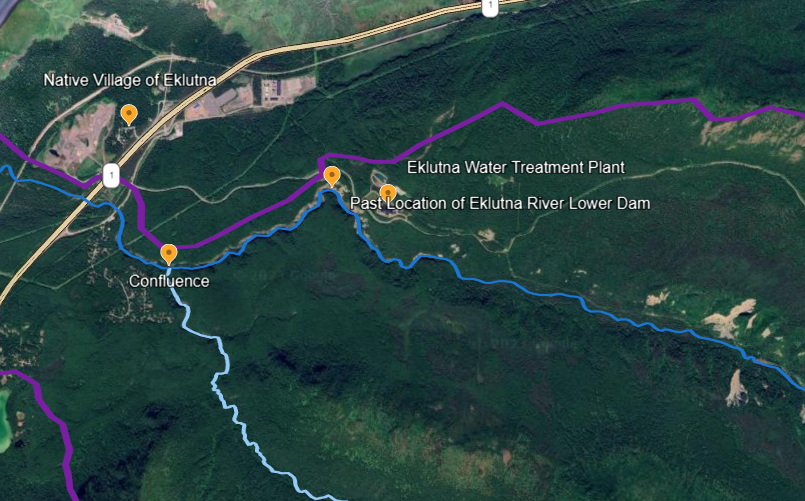 1
Native Village of Eklutna
Eklutna Water Treatment Plant
1
Past Location of Eklutna River Lower Dam
Confluence